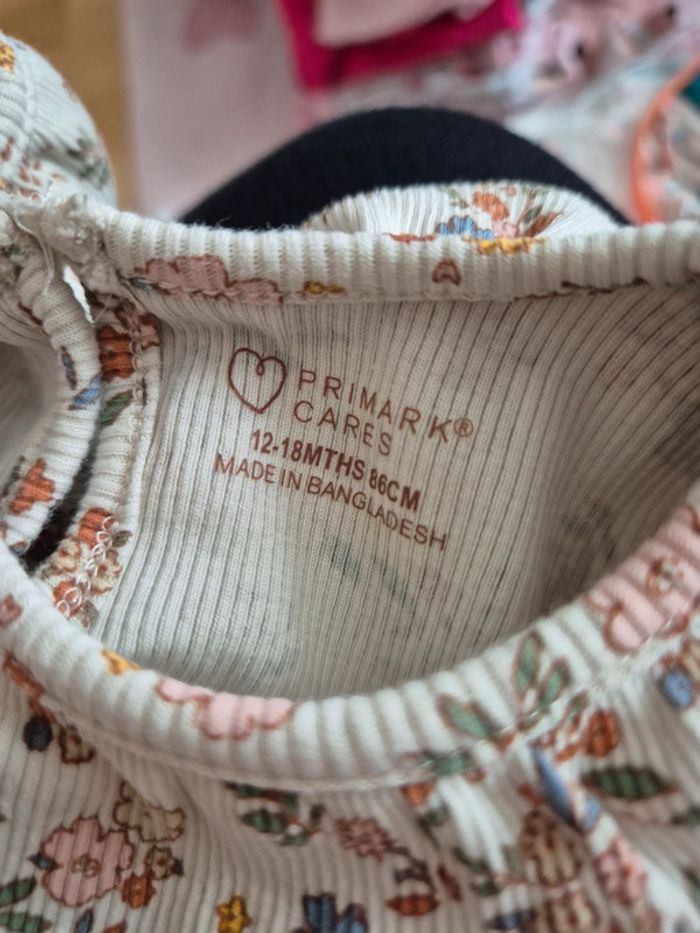 PRIMARK®
CARES
12-18MTHS 86CM
MADE IN BANGLADESH